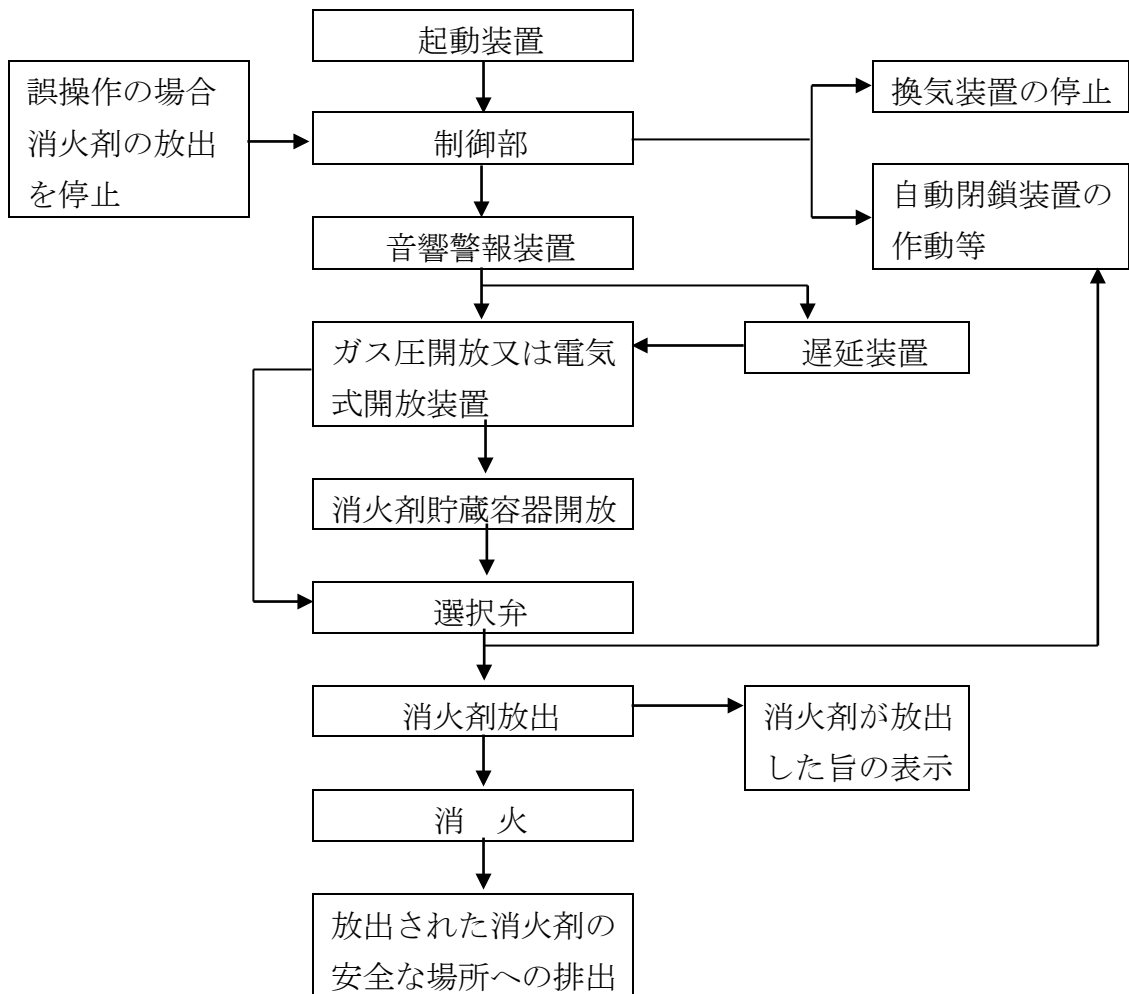 起動装置
誤操作の場合
消火剤の放出
を停止
換気装置の停止
制御部
自動閉鎖装置の
作動等
音響警報装置
ガス圧開放又は電気
式開放装置
遅延装置
消火剤貯蔵容器開放
選択弁
消火剤放出
消火剤が放出
した旨の表示
消 火
放出された消火剤の
安全な場所への排出